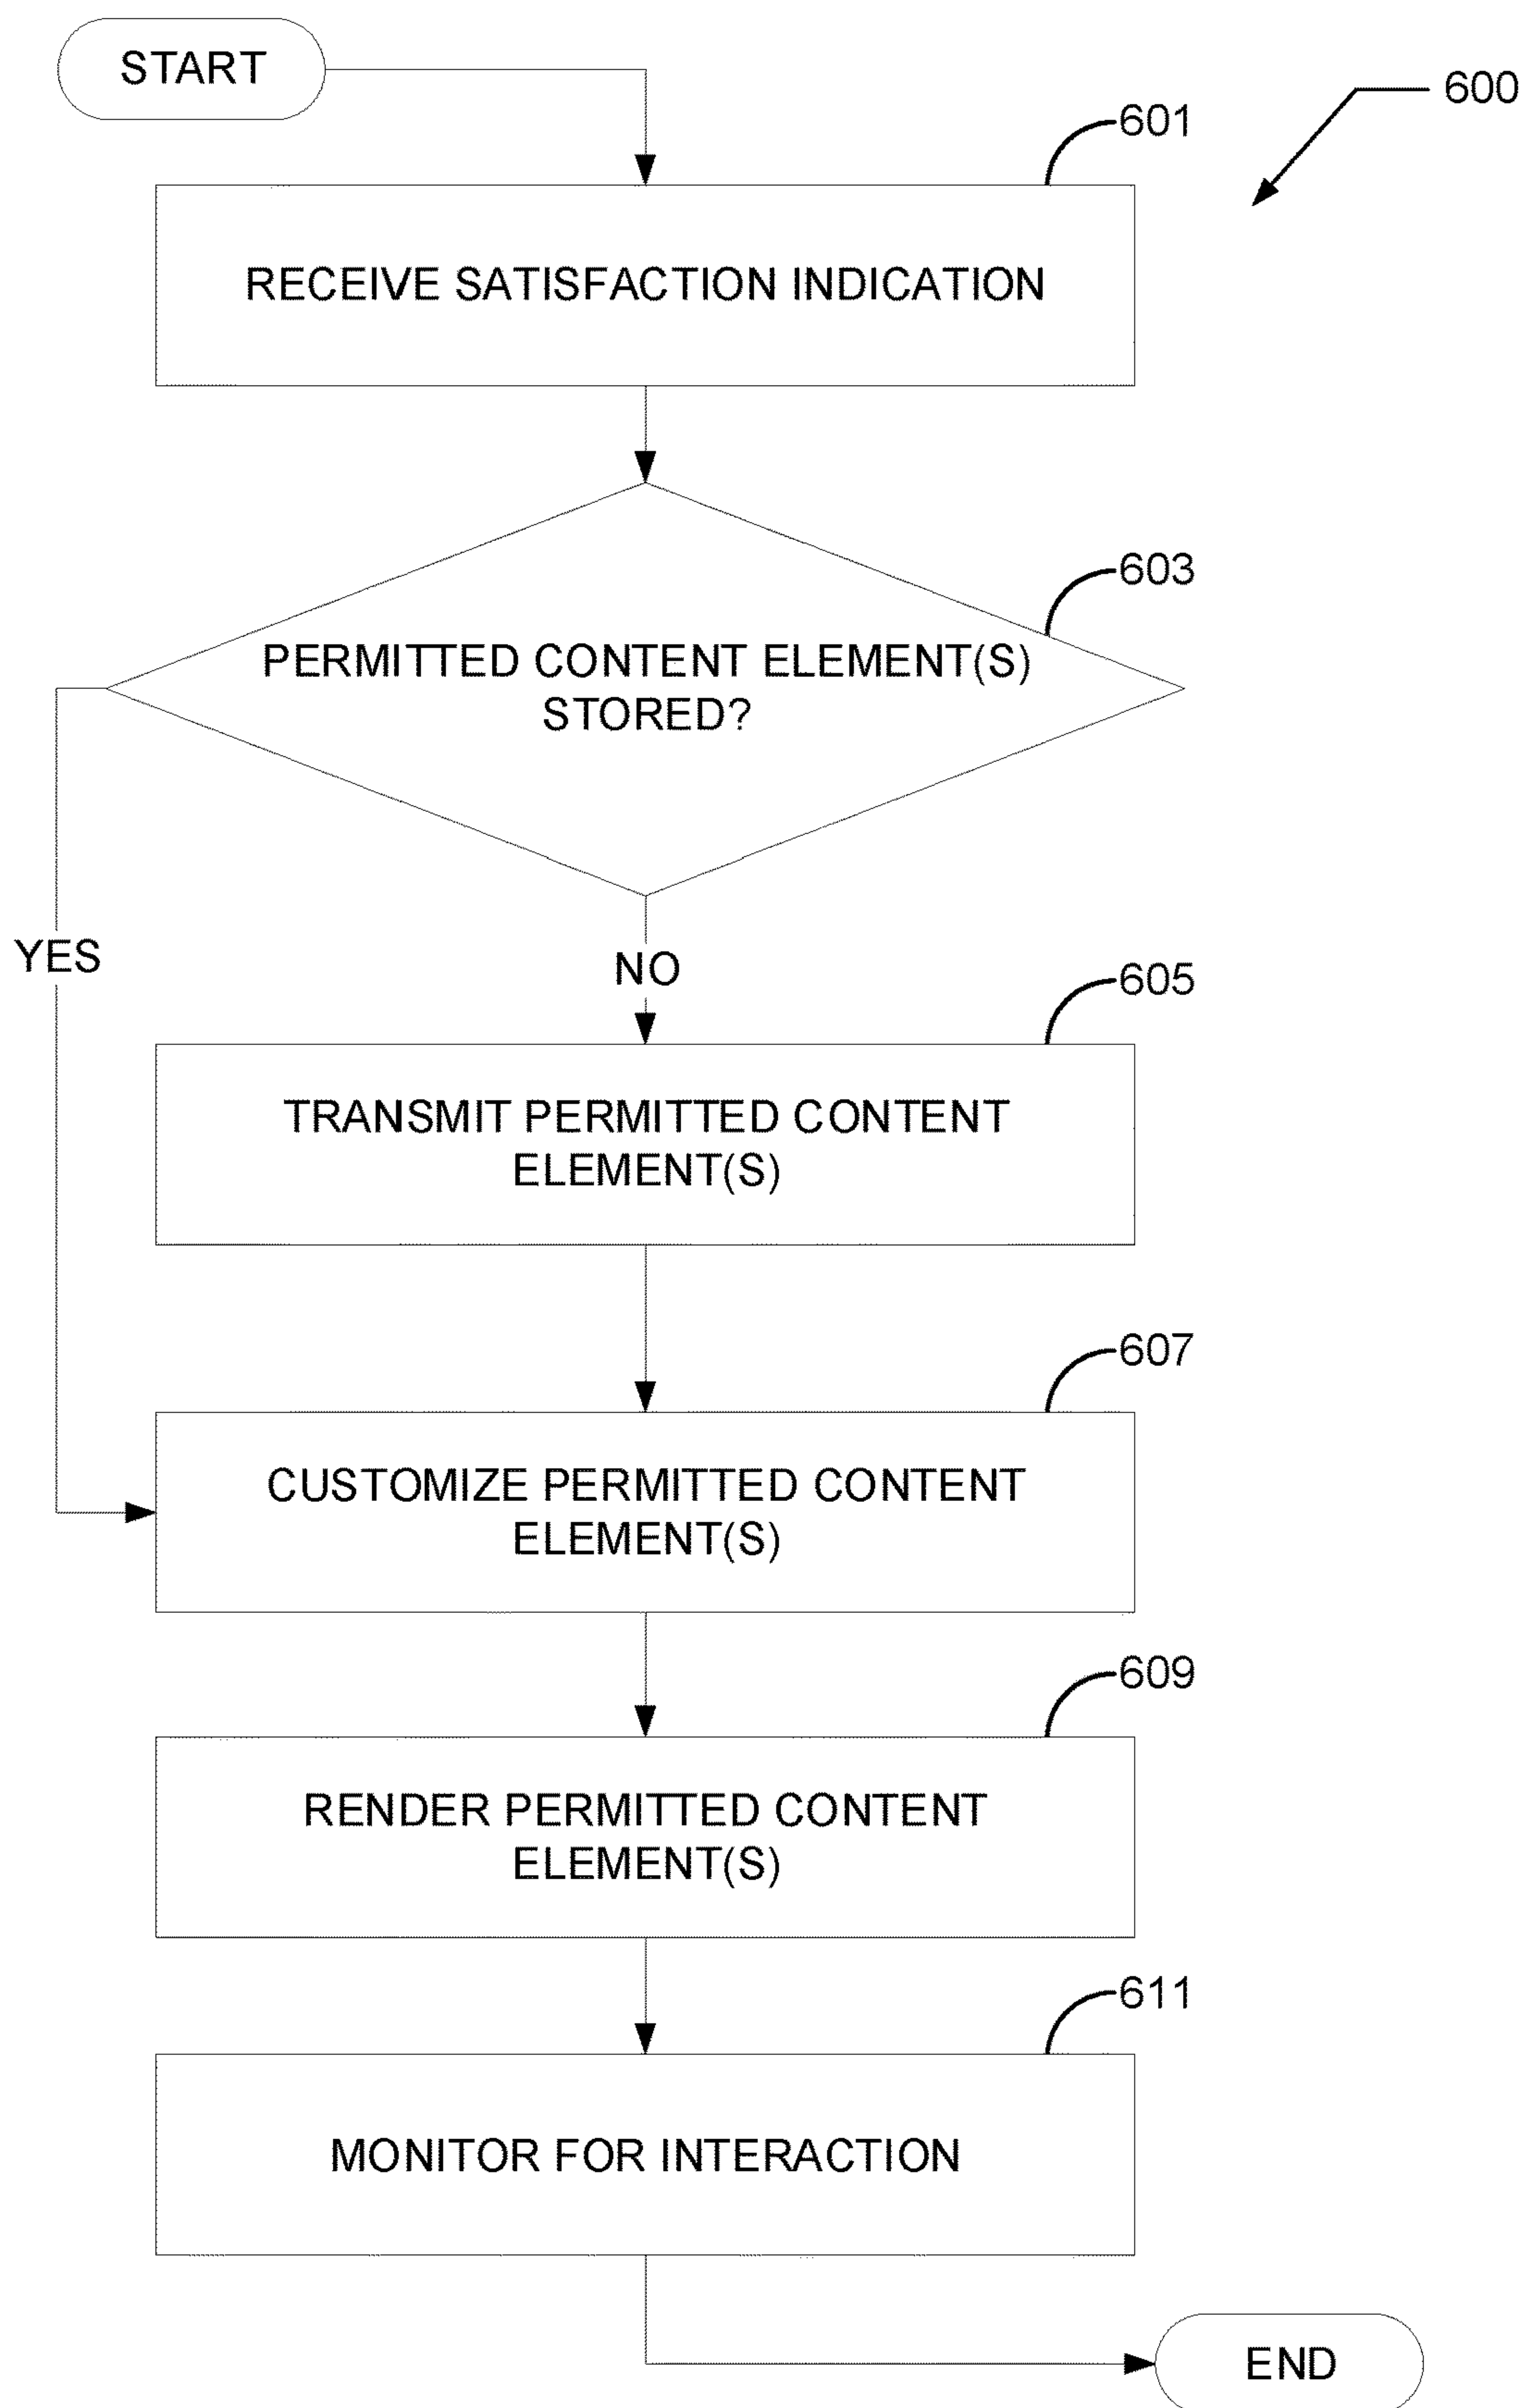 START
600
601
RECEIVE SATISFACTION INDICATION
603
PERMITTED CONTENT ELEMENT(S)
STORED?
YES
NO
605
TRANSMIT PERMITTED CONTENT
ELEMENT(S)
607
CUSTOMIZE PERMITTED CONTENT
ELEMENT(S)
609
RENDER PERMITTED CONTENT
ELEMENT(S)
611
MONITOR FOR INTERACTION
END